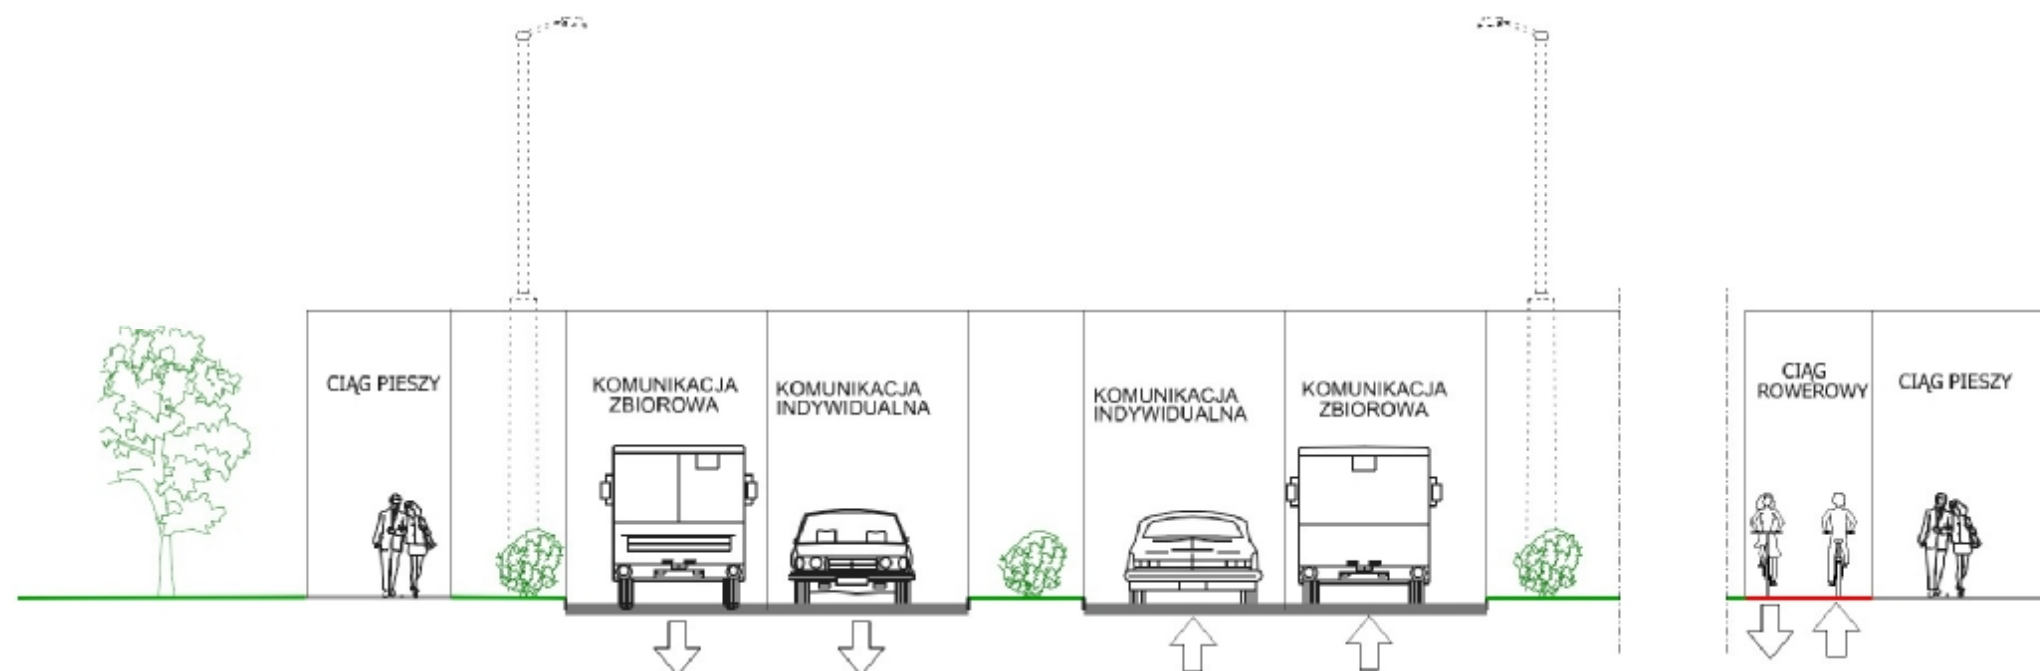 CIĄG PIESZY
KOMUNIKACJA
ZBIOROWA
KOMUNIKACJA
INDYWIDUALNA
KOMUNIKACJA
INDYWIDUALNA
KOMUNIKACJA
ZBIOROWA
CIĄG
ROWEROWY
CIĄG PIESZY